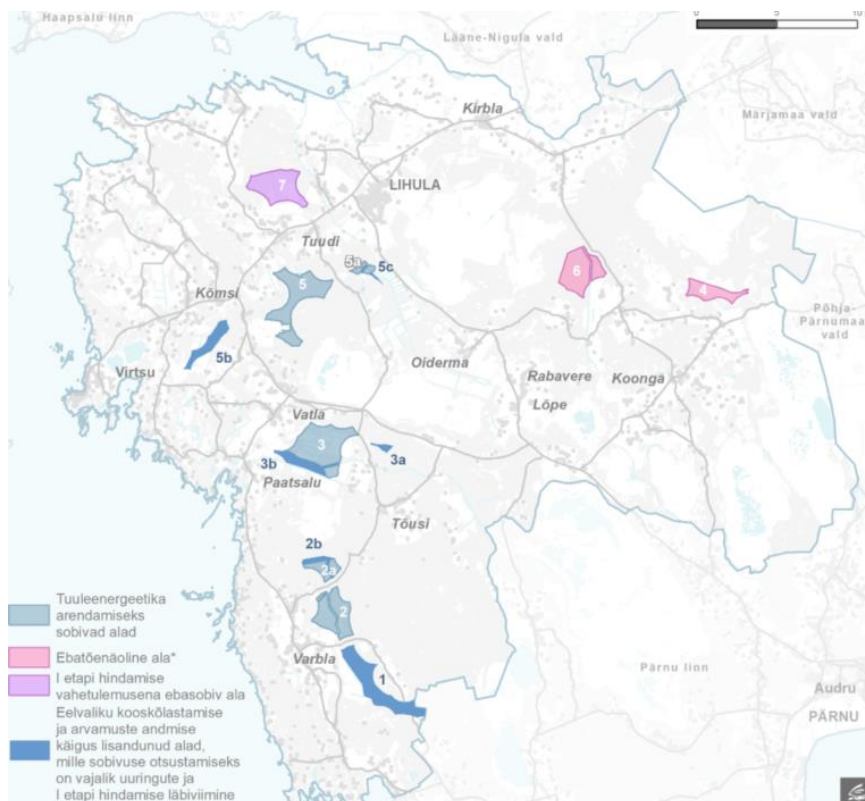 0 5 10
Haapsalu linn
Lääne-Nigula vald
Kirbla
Märjamaa vald
7
LIHULA
Tuudi
5a
5c
6
5
4
Kõmsi
Põhja-
Pärnumaa
vald
5b
Oiderma
Virtsu
Rabavere
Koonga
Lõpe
Vatla
3
3a
3b
Paatsalu
Tõusi
2b
2a
2
Tuuleenergeetika
arendamiseks
sobivad alad
Varbla
Ebatõenäoline ala*
Pärnu linn
1
I etapi hindamise
vahetulemusena ebasobiv ala
Audru
PÄRNU
Eelvaliku kooskõlastamise
ja arvamuste andmise
käigus lisandunud alad,
mille sobivuse otsustamiseks
on vajalik uuringute ja
I etapi hindamise läbiviimine